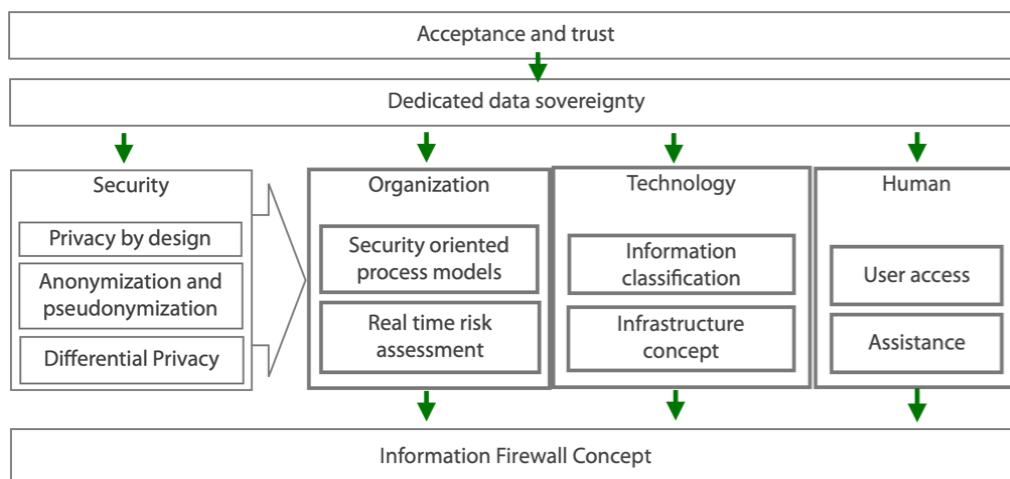 Acceptance and trust
Dedicated data sovereignty
Security
Privacy by design
Anonymization and
pseudonymization
Differential Privacy
Organization
Security oriented
process models
Real time risk
assessment
Technology
Information
classification
Infrastructure
concept
Human
User access
Assistance
Information Firewall Concept